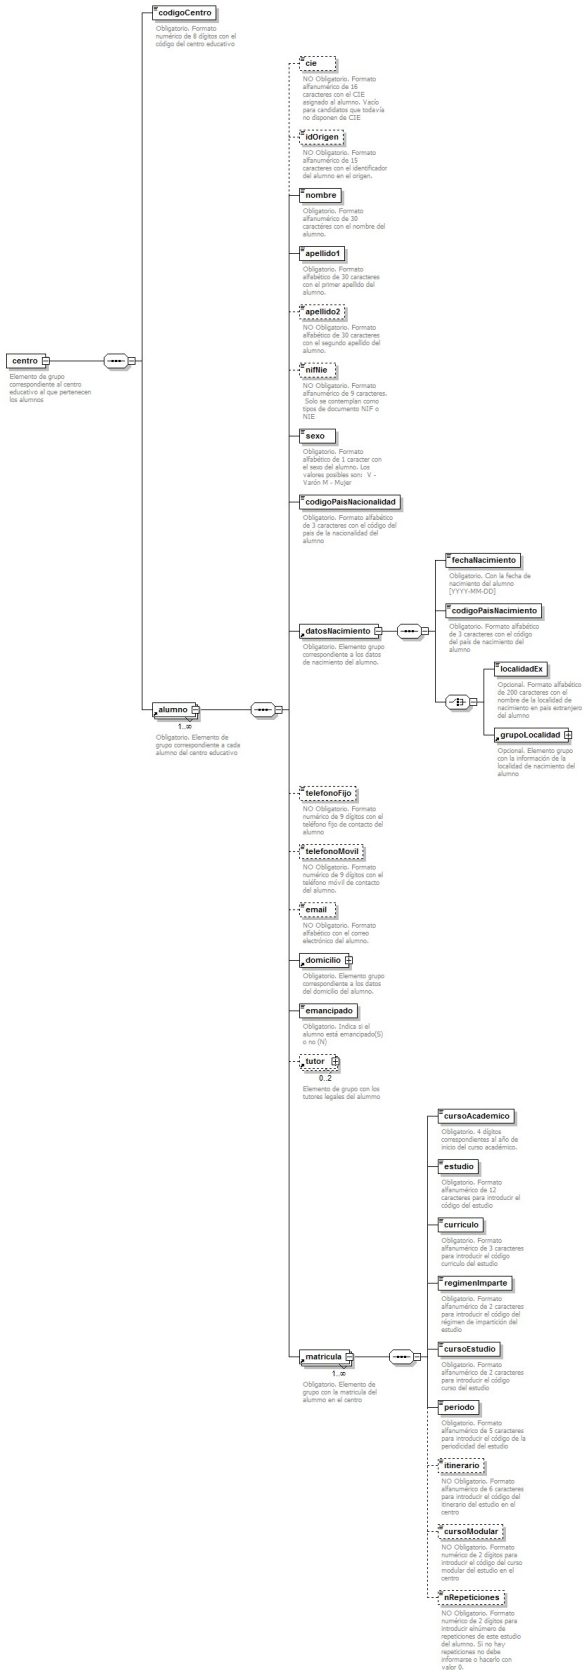 codigoCentro
Obligatorio. Formato
numérico de 8 dígitos con el
código del centro educativo
cie
NO Obligatorio. Formato
alfanumérico de 16
caracteres con el CIE
asignado al alumno. Vacío
para candidatos que todavía
no disponen de CIE
idOrigen
NO Obligatorio. Formato
alfanumérico de 15
caracteres con el identificador
del alumno en el origen.
nombre
Obligatorio. Formato
alfanumérico de 30
caractéres con el nombre del
alumno.
apellido1
Obligatorio. Formato
alfabético de 30 caracteres
con el primer apellido del
alumno.
apellido2
NO Obligatorio. Formato
alfabético de 30 caracteres
con el segundo apellido del
alumno.
centro
Elemento de grupo
correspondiente al centro
educativo al que pertenecen
los alumnos
nifNie
NO Obligatorio. Formato
alfanumérico de 9 caracteres.
Solo se contemplan como
tipos de documento NIF o
NIE
sexo
Obligatorio. Formato
alfabético de 1 caracter con
el sexo del alumno. Los
valores posibles son: V -
Varón M - Mujer
codigoPaisNacionalidad
Obligatorio. Formato alfabético
de 3 caracteres con el código del
país de la nacionalidad del
alumno
fechaNacimiento
Obligatorio. Con la fecha de
nacimiento del alumno
[YYYY-MM-DD]
codigoPaisNacimiento
Obligatorio. Formato alfabético
de 3 caracteres con el código
del país de nacimiento del
alumno
datosNacimiento
Obligatorio. Elemento grupo
correspondiente a los datos
de nacimiento del alumno.
localidadEx
Opcional. Formato alfabético
de 200 caracteres con el
nombre de la localidad de
nacimiento en país extranjero
del alumno
grupoLocalidad
Opcional. Elemento grupo
con la información de la
localidad de nacimiento del
alumno
alumno
1..∞
Obligatorio. Elemento de
grupo correspondiente a cada
alumno del centro educativo
telefonoFijo
NO Obligatorio. Formato
numérico de 9 dígitos con el
teléfono fijo de contacto del
alumno
telefonoMovil
NO Obligatorio. Formato
numérico de 9 dígitos con el
teléfono móvil de contacto
del alumno.
email
NO Obligatorio. Formato
alfabético con el correo
electrónico del alumno.
domicilio
Obligatorio. Elemento grupo
correspondiente a los datos
del domicilio del alumno.
emancipado
Obligatorio. Indica si el
alumno está emancipado(S)
o no (N)
tutor
0..2
Elemento de grupo con los
tutores legales del alummo
cursoAcademico
Obligatorio. 4 dígitos
correspondientes al año de
inicio del curso académico.
estudio
Obligatorio. Formato
alfanumérico de 12
caracteres para introducir el
código del estudio
curriculo
Obligatorio. Formato
alfanumérico de 3 caracteres
para introducir el código
currículo del estudio
regimenImparte
Obligatorio. Formato
alfanumérico de 2 caracteres
para introducir el código del
régimen de impartición del
estudio
matricula
1..∞
Obligatorio. Elemento de
grupo con la matricula del
alummo en el centro
cursoEstudio
Obligatorio. Formato
alfanumérico de 2 caracteres
para introducir el código
curso del estudio
periodo
Obligatorio. Formato
alfanumérico de 5 caracteres
para introducir el código de la
periodicidad del estudio
itinerario
NO Obligatorio. Formato
alfanumérico de 6 caracteres
para introducir el código del
itinerario del estudio en el
centro
cursoModular
NO Obligatorio. Formato
numérico de 2 dígitos para
introducir el código del curso
modular del estudio en el
centro
nRepeticiones
NO Obligatorio. Formato
numérico de 2 dígitos para
introducir elnúmero de
repeticiones de este estudio
del alumno. Si no hay
repeticiones no debe
informarse o hacerlo con
valor 0.